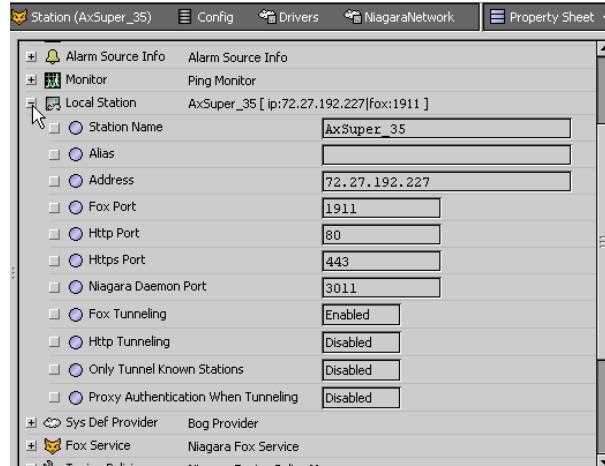 Station (AxSuper_35) Config Drivers NiagaraNetwork Property Sheet
Alarm Source Info Alarm Source Info
Monitor Ping Monitor
Local Station AxSuper_35 [ ip:72.27.192.227|fox:1911 ]
Station Name AxSuper_35
Alias
Address 72.27.192.227
Fox Port 1911
Http Port 80
Https Port 443
Niagara Daemon Port 3011
Fox Tunneling Enabled
Http Tunneling Disabled
Only Tunnel Known Stations Disabled
Proxy Authentication When Tunneling Disabled
Sys Def Provider Bog Provider
Fox Service Niagara Fox Service